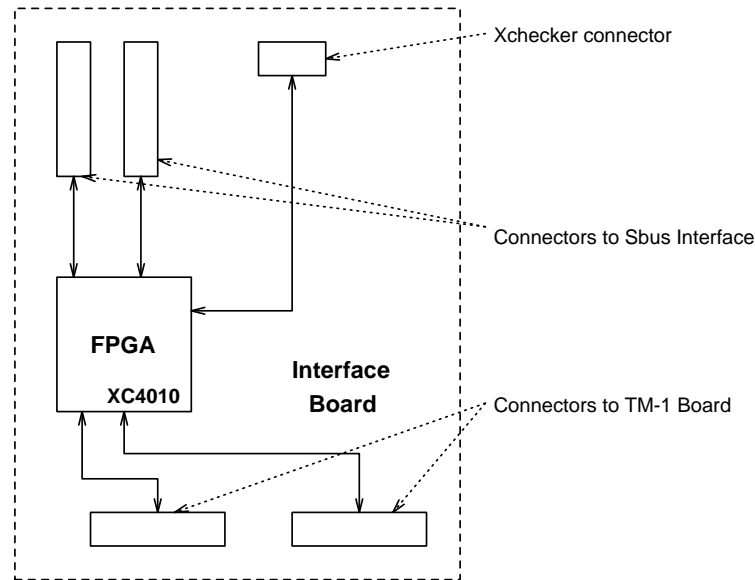 Xchecker connector
Connectors to Sbus Interface
FPGA
XC4010
Interface
Board
Connectors to TM-1 Board